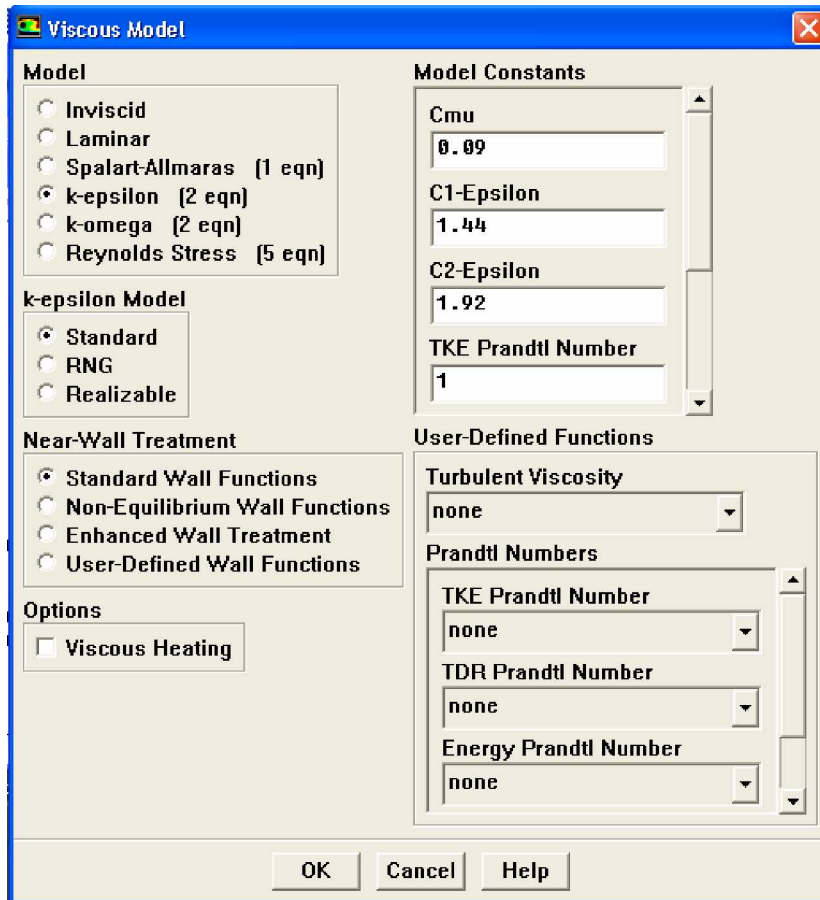 Viscous Model
Model
Inviscid
Laminar
Spalart-Allmaras (1 eqn)
k-epsilon (2 eqn)
k-omega (2 eqn)
Reynolds Stress (5 eqn)
k-epsilon Model
Standard
RNG
Realizable
Near-Wall Treatment
Standard Wall Functions
Non-Equilibrium Wall Functions
Enhanced Wall Treatment
User-Defined Wall Functions
Options
Viscous Heating
Model Constants
Cmu
0.09
C1-Epsilon
1.44
C2-Epsilon
1.92
TKE Prandtl Number
1
User-Defined Functions
Turbulent Viscosity
none
Prandtl Numbers
TKE Prandtl Number
none
TDR Prandtl Number
none
Energy Prandtl Number
none
OK
Cancel
Help